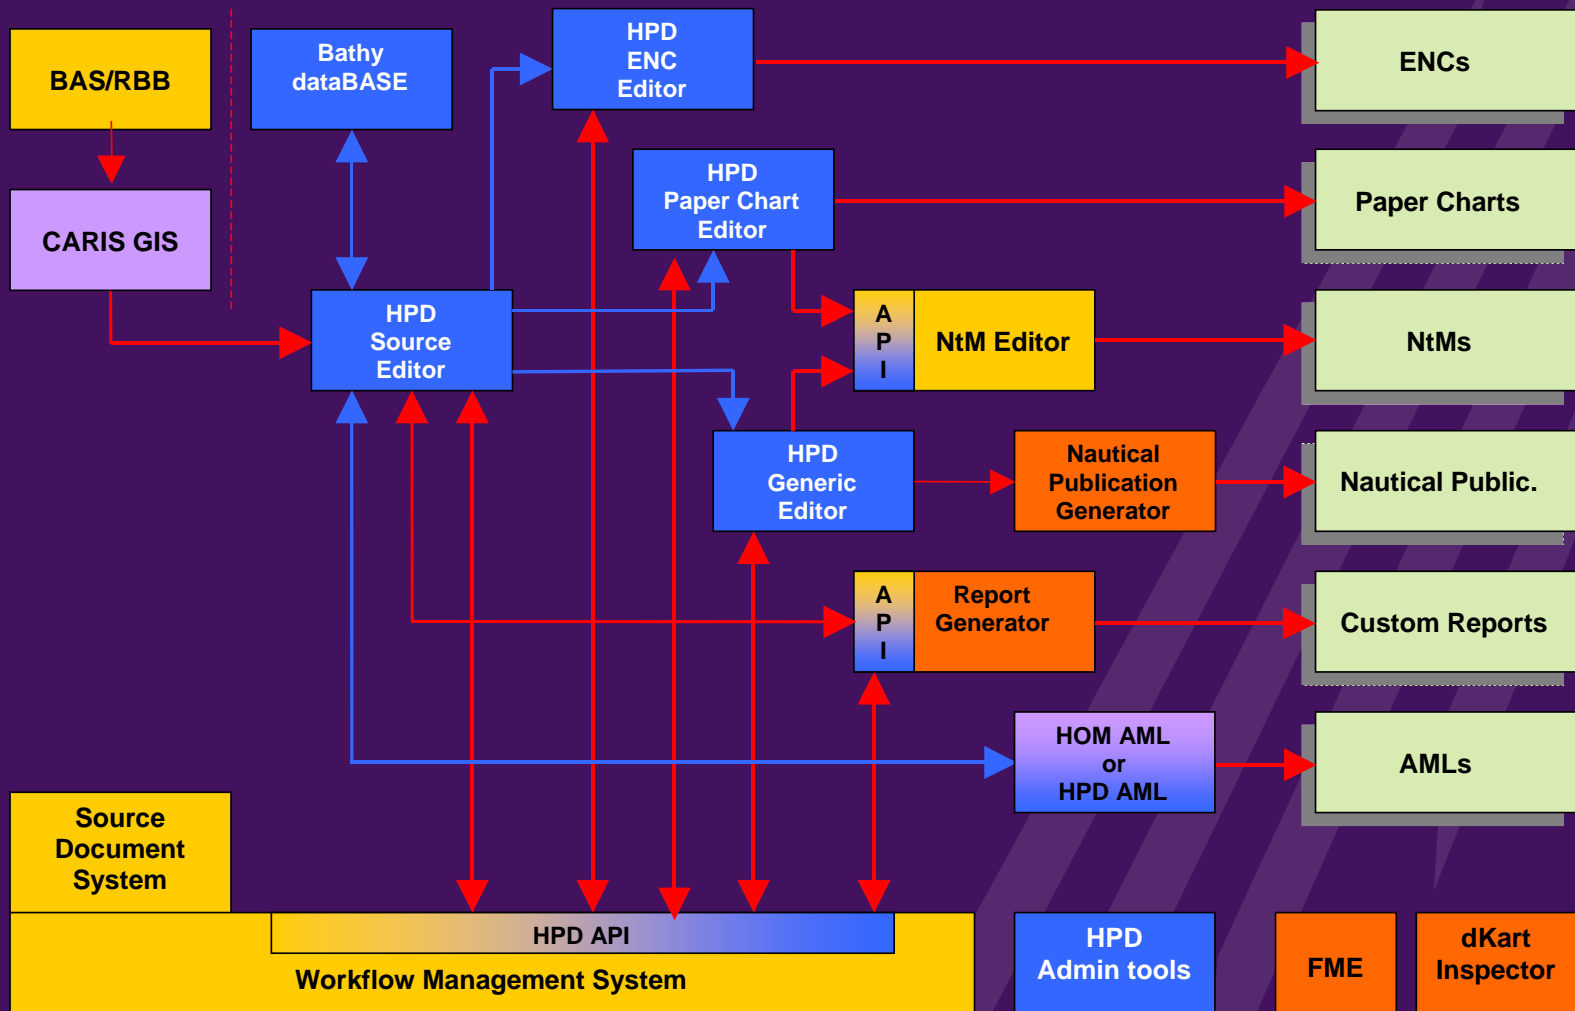 BAS/RBB
Bathy
dataBASE
HPD
ENC
Editor
ENCs
CARIS GIS
HPD
Paper Chart
Editor
Paper Charts
HPD
Source
Editor
A
P
I
NtM Editor
NtMs
HPD
Generic
Editor
Nautical
Publication
Generator
Nautical Public.
A
P
I
Report
Generator
Custom Reports
HOM AML
or
HPD AML
AMLs
Source
Document
System
HPD API
Workflow Management System
HPD
Admin tools
FME
dKart
Inspector